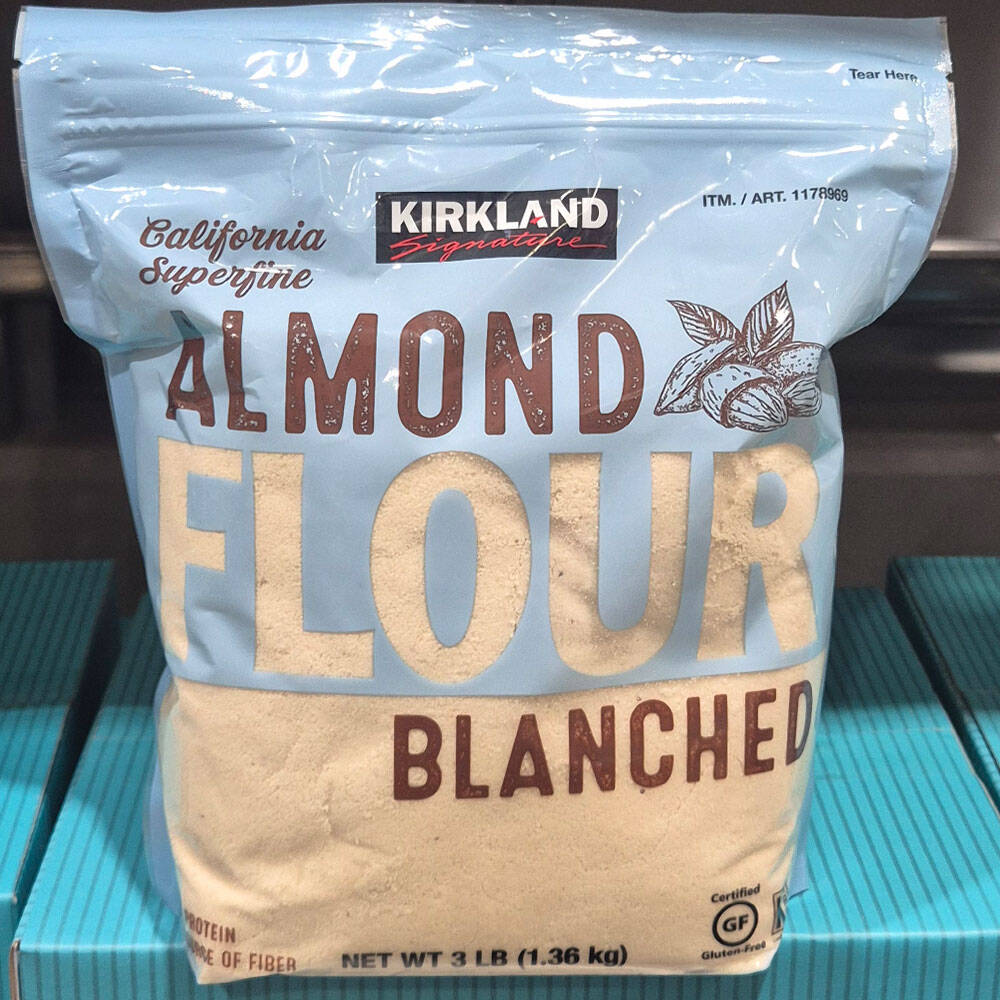 Tear Here
ITM. / ART. 1178969
KIRKLAND
Signature
California
Superfine
ALMOND
FLOUR
BLANCHED
PROTEIN
OF FIBER
NET WT 3 LB (1.36 kg)
Certified
GF
Gluten-Free